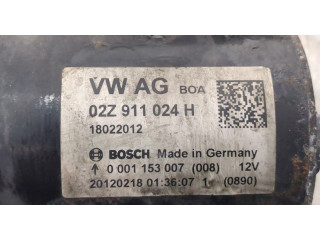 VW AG BOA
02Z 911 024 H
18022012
BOSCH Made in Germany
0 001 153 007 (008) 12V
20120218 01:36:07 1 (0890)